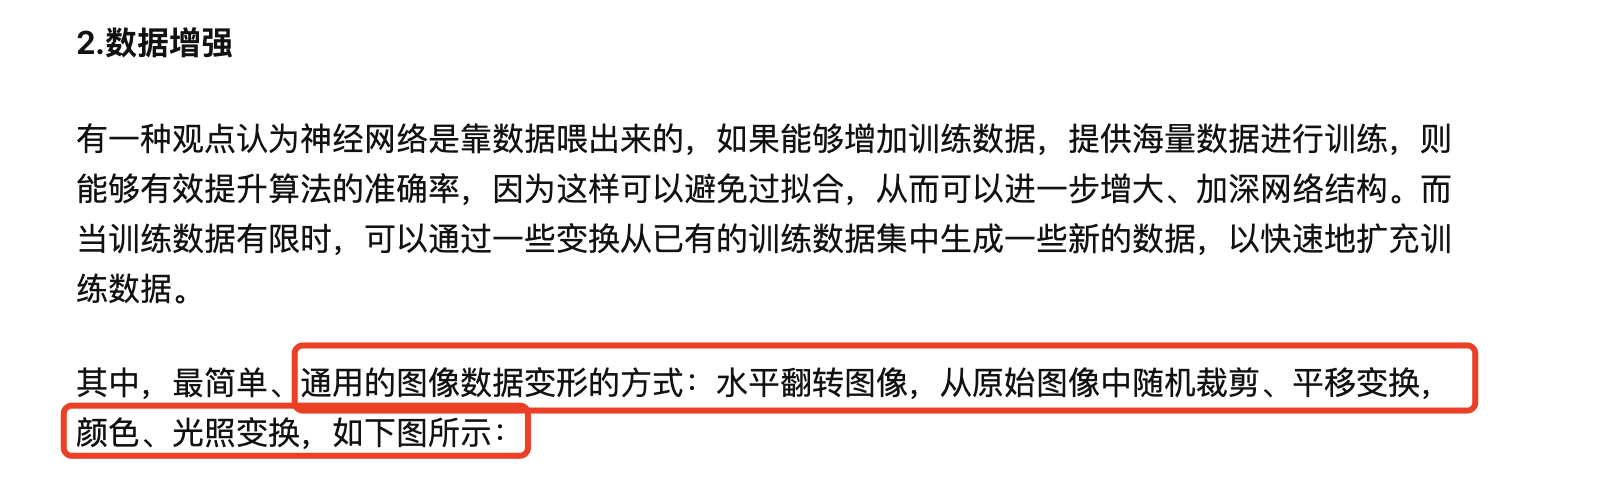 2.数据增强
有一种观点认为神经网络是靠数据喂出来的，如果能够增加训练数据，提供海量数据进行训练，则
能够有效提升算法的准确率，因为这样可以避免过拟合，从而可以进一步增大、加深网络结构。而
当训练数据有限时，可以通过一些变换从已有的训练数据集中生成一些新的数据，以快速地扩充训
练数据。
其中，最简单、通用的图像数据变形的方式：水平翻转图像，从原始图像中随机裁剪、平移变换，
颜色、光照变换，如下图所示：